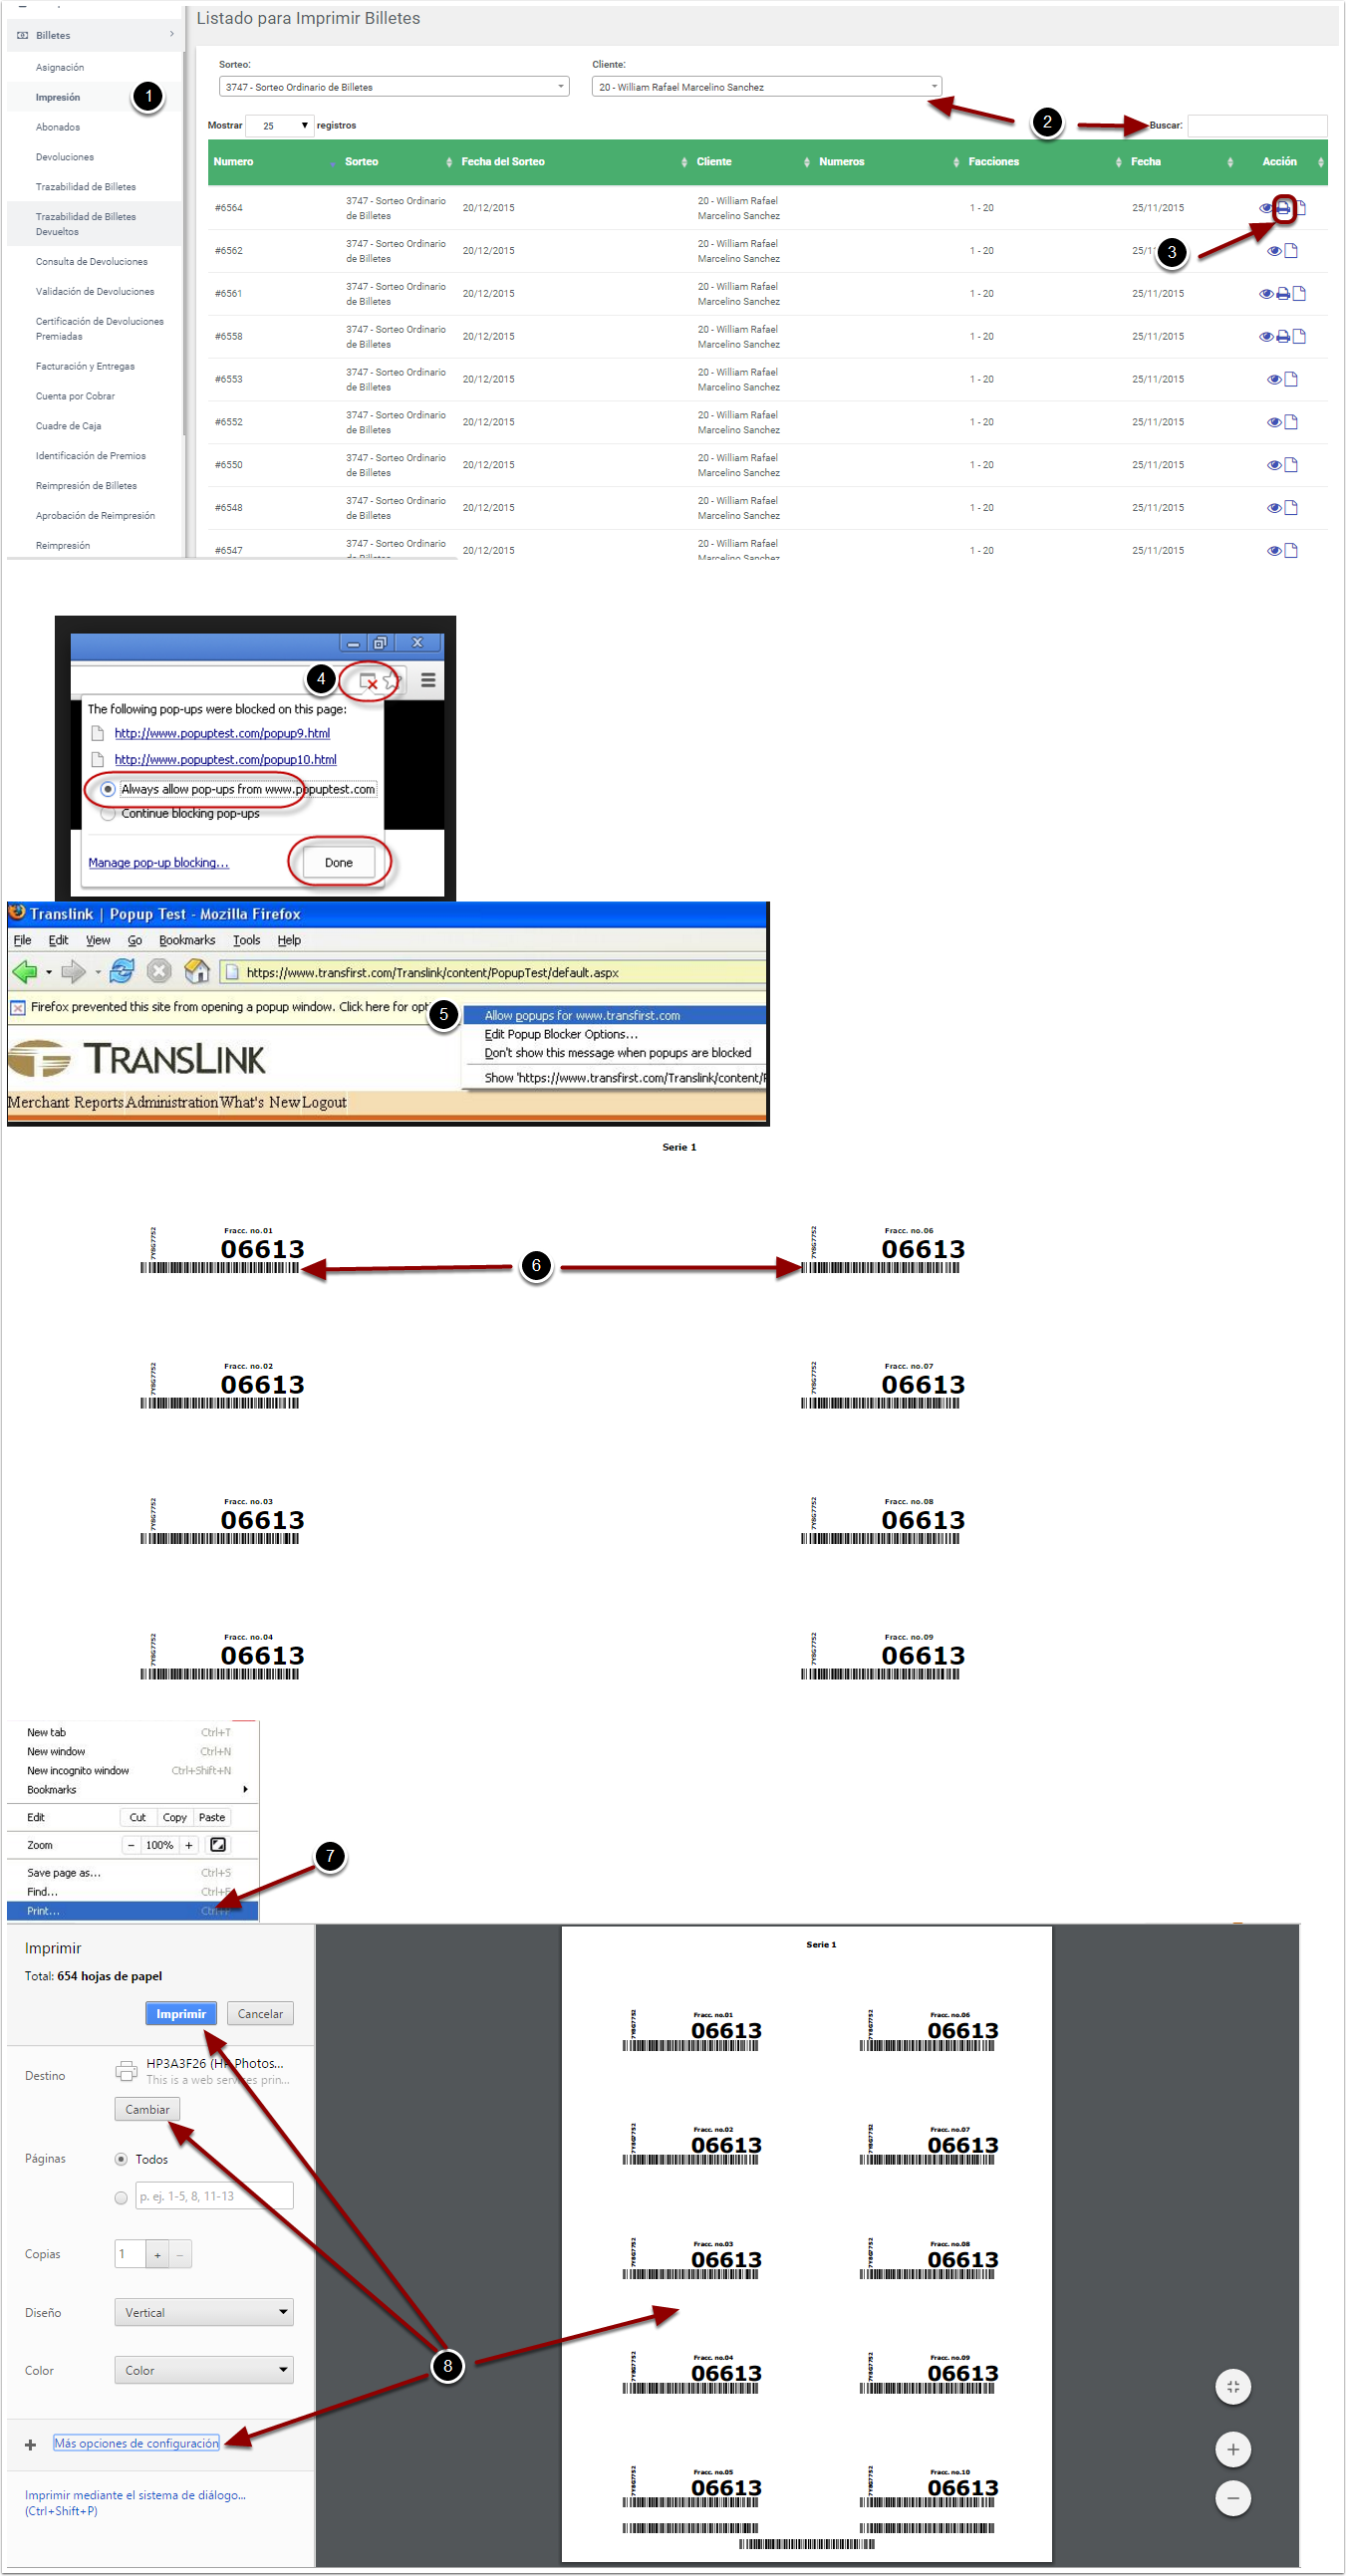 Listado para Imprimir Billetes
Billetes
Asignación
Impresión
1
Abonados
Devoluciones
Trazabilidad de Billetes
Trazabilidad de Billetes
Devueltos
Consulta de Devoluciones
Validación de Devoluciones
Certificación de Devoluciones
Premiadas
Facturación y Entregas
Cuenta por Cobrar
Cuadre de Caja
Identificación de Premios
Reimpresión de Billetes
Aprobación de Reimpresión
Reimpresión
Sorteo: Cliente:
3747 - Sorteo Ordinario de Billetes 20 - William Rafael Marcelino Sanchez
2
Mostrar 25 registros Buscar:
Numero Sorteo Fecha del Sorteo Cliente Numeros Facciones Fecha Acción
#6564 3747 - Sorteo Ordinario de Billetes 20/12/2015 20 - William Rafael Marcelino Sanchez 1 - 20 25/11/2015
#6562 3747 - Sorteo Ordinario de Billetes 20/12/2015 20 - William Rafael Marcelino Sanchez 1 - 20 25/1
3
#6561 3747 - Sorteo Ordinario de Billetes 20/12/2015 20 - William Rafael Marcelino Sanchez 1 - 20 25/11/2015
#6558 3747 - Sorteo Ordinario de Billetes 20/12/2015 20 - William Rafael Marcelino Sanchez 1 - 20 25/11/2015
#6553 3747 - Sorteo Ordinario de Billetes 20/12/2015 20 - William Rafael Marcelino Sanchez 1 - 20 25/11/2015
#6552 3747 - Sorteo Ordinario de Billetes 20/12/2015 20 - William Rafael Marcelino Sanchez 1 - 20 25/11/2015
#6550 3747 - Sorteo Ordinario de Billetes 20/12/2015 20 - William Rafael Marcelino Sanchez 1 - 20 25/11/2015
#6548 3747 - Sorteo Ordinario de Billetes 20/12/2015 20 - William Rafael Marcelino Sanchez 1 - 20 25/11/2015
#6547 3747 - Sorteo Ordinario de Billetes 20/12/2015 20 - William Rafael Marcelino Sanchez 1 - 20 25/11/2015
4
The following pop-ups were blocked on this page:
http://www.popuptest.com/popup9.html
http://www.popuptest.com/popup10.html
Always allow pop-ups from www.popuptest.com
Continue blocking pop-ups
Manage pop-up blocking... Done
Translink | Popup Test - Mozilla Firefox
File Edit View Go Bookmarks Tools Help
https://www.transfirst.com/Translink/content/PopupTest/default.aspx
Firefox prevented this site from opening a popup window. Click here for opt
5
Allow popups for www.transfirst.com
Edit Popup Blocker Options...
Don't show this message when popups are blocked
Show 'https://www.transfirst.com/Translink/content/P
TRANSLINK
Merchant Reports Administration What's New Logout
Serie 1
7Y8G7752 Fracc. no.01 06613
6
7Y8G7752 Fracc. no.06 06613
7Y8G7752 Fracc. no.02 06613
7Y8G7752 Fracc. no.07 06613
7Y8G7752 Fracc. no.03 06613
7Y8G7752 Fracc. no.08 06613
7Y8G7752 Fracc. no.04 06613
7Y8G7752 Fracc. no.09 06613
New tab Ctrl+T
New window Ctrl+N
New incognito window Ctrl+Shift+N
Bookmarks
Edit Cut Copy Paste
Zoom - 100% +
7
Save page as... Ctrl+S
Find... Ctrl+F
Print... Ctrl+P
Imprimir
Total: 654 hojas de papel
Imprimir Cancelar
Destino HP3A3F26 (HP Photos...
This is a web services prin...
Cambiar
Páginas Todos
p. ej. 1-5, 8, 11-13
Copias 1 + -
Diseño Vertical
Color Color
8
+ Más opciones de configuración
Imprimir mediante el sistema de diálogo...
(Ctrl+Shift+P)
Serie 1
7Y8G7752 Fracc. no.01 06613
7Y8G7752 Fracc. no.06 06613
7Y8G7752 Fracc. no.02 06613
7Y8G7752 Fracc. no.07 06613
7Y8G7752 Fracc. no.03 06613
7Y8G7752 Fracc. no.08 06613
7Y8G7752 Fracc. no.04 06613
7Y8G7752 Fracc. no.09 06613
7Y8G7752 Fracc. no.05 06613
7Y8G7752 Fracc. no.10 06613